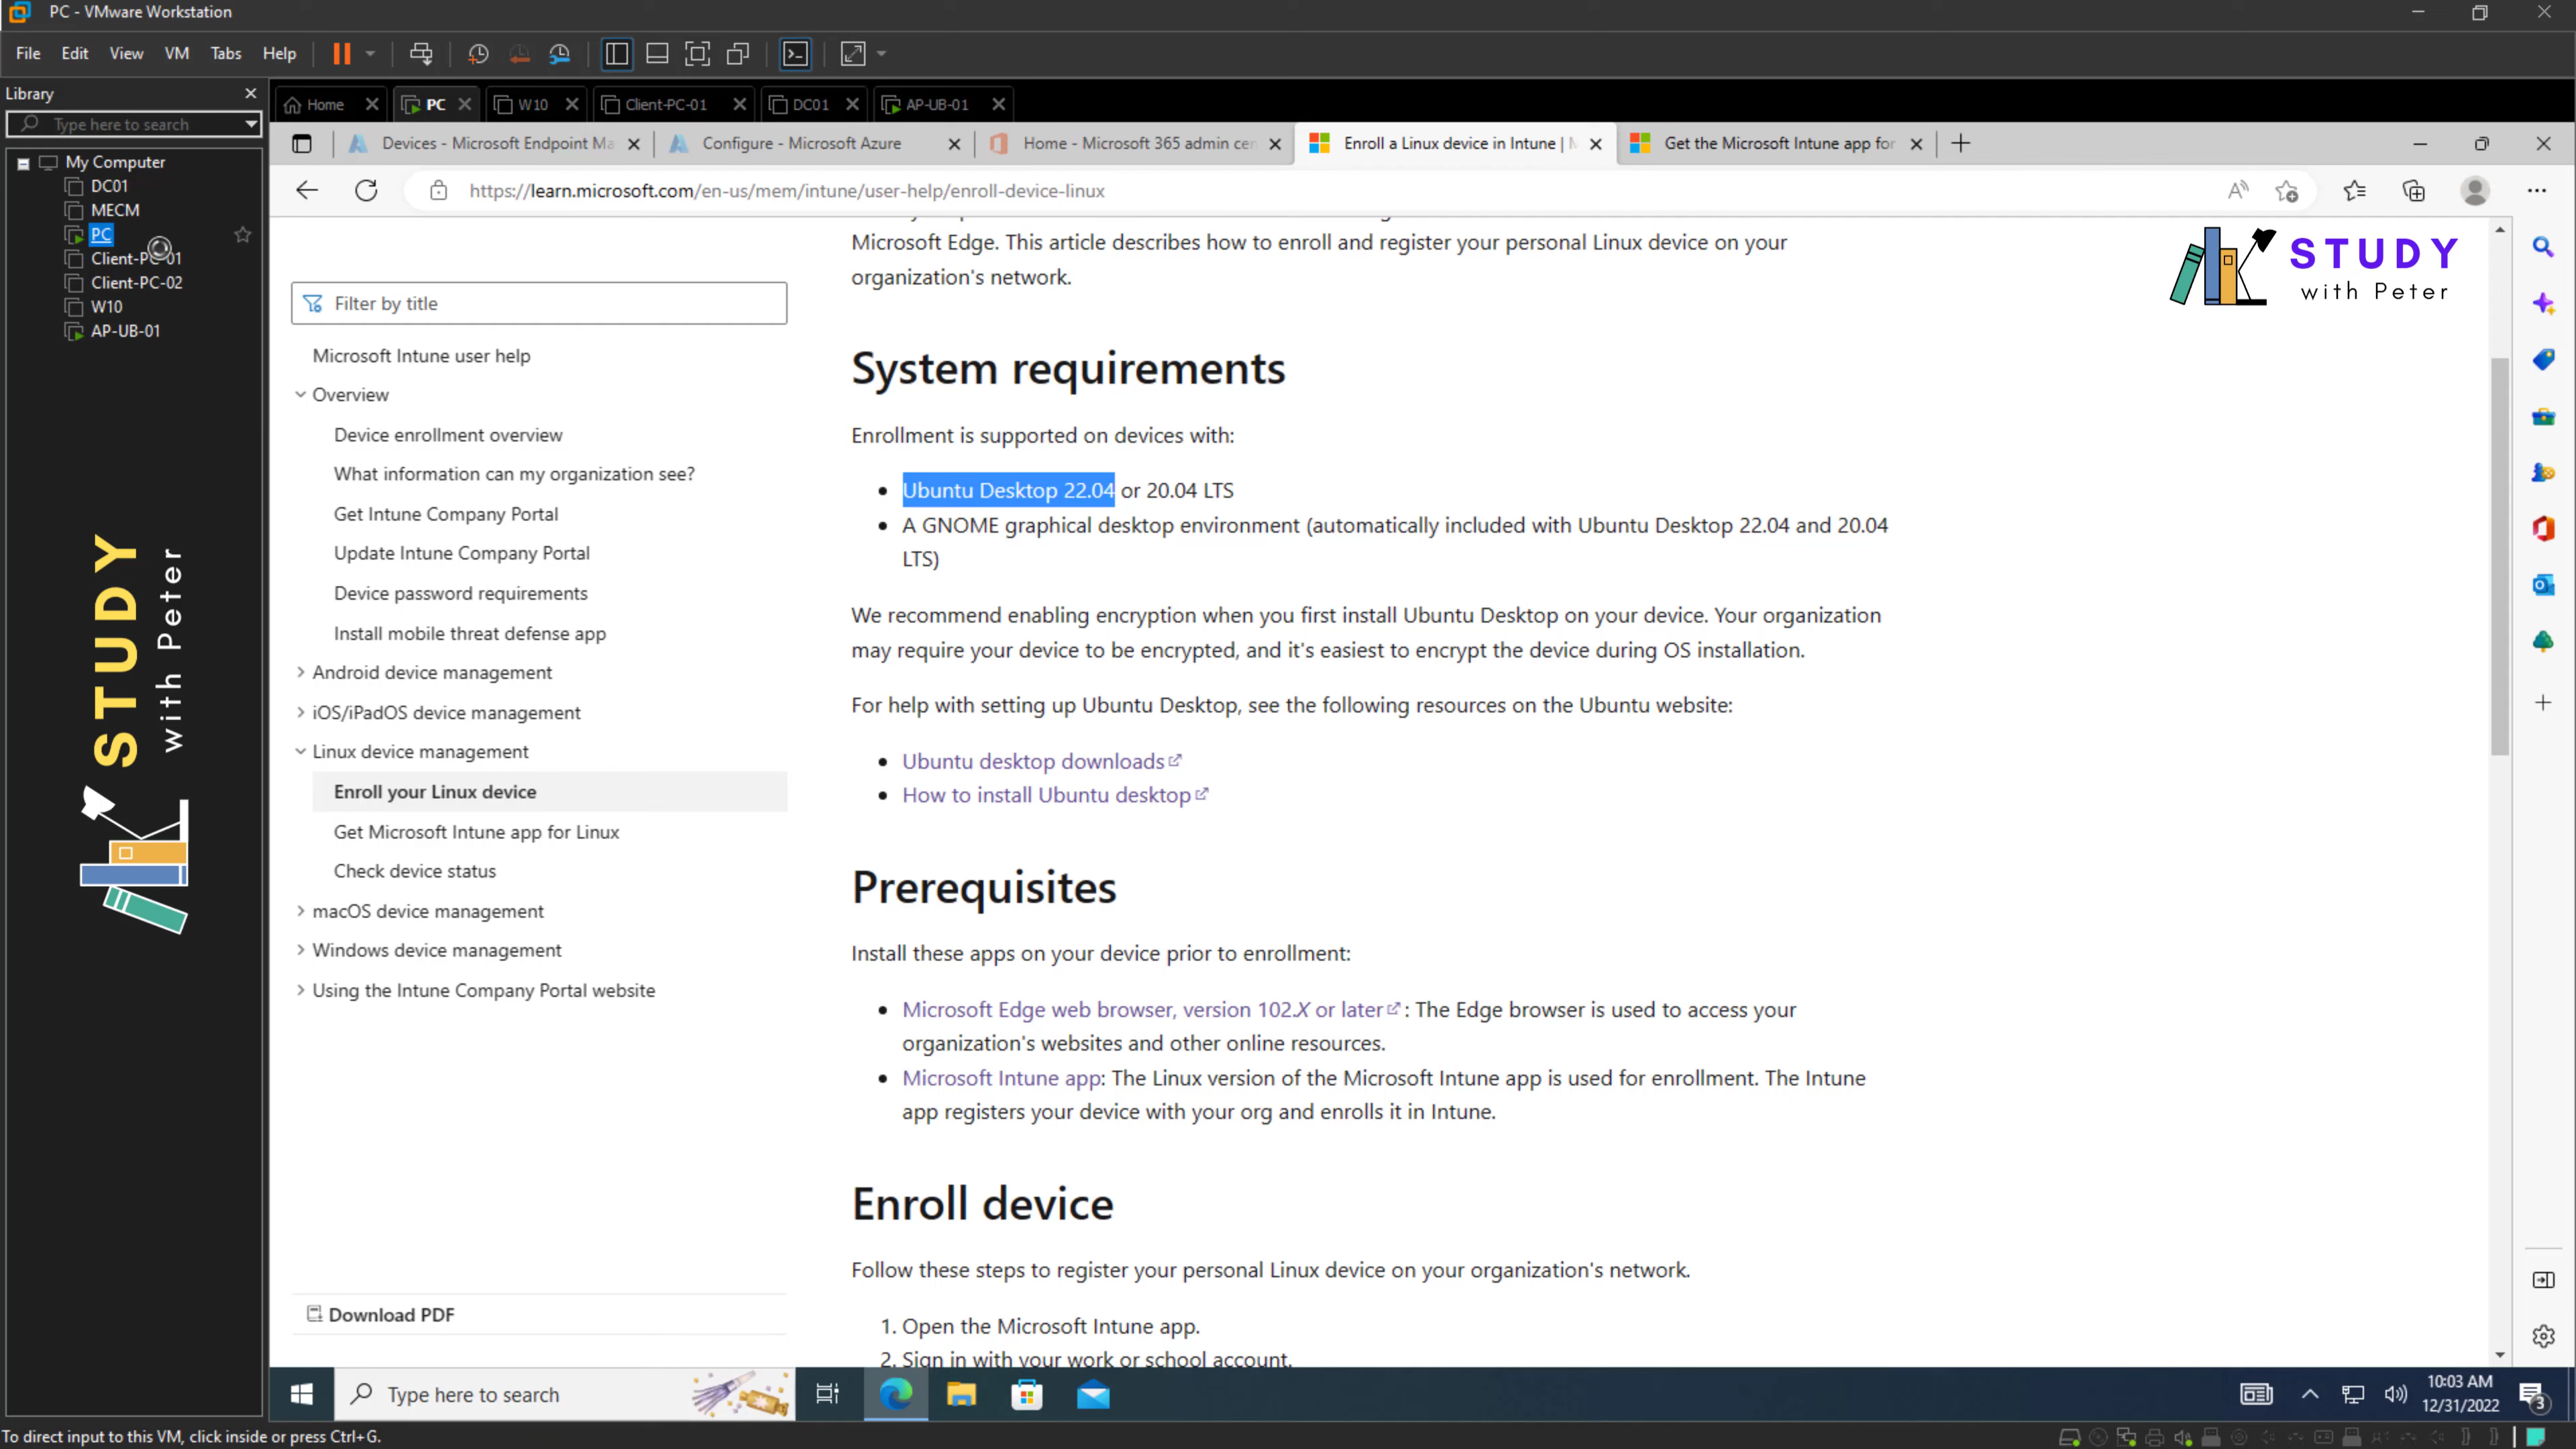 PC - VMware Workstation
File Edit View VM Tabs Help
Library
Type here to search
My Computer
DC01
MECM
PC
Client-PC-01
Client-PC-02
W10
AP-UB-01
STUDY
with Peter
Home PC W10 Client-PC-01 DC01 AP-UB-01
Devices - Microsoft Endpoint Ma Configure - Microsoft Azure Home - Microsoft 365 admin cen Enroll a Linux device in Intune | M Get the Microsoft Intune app for
https://learn.microsoft.com/en-us/mem/intune/user-help/enroll-device-linux
Filter by title
Microsoft Intune user help
Overview
Device enrollment overview
What information can my organization see?
Get Intune Company Portal
Update Intune Company Portal
Device password requirements
Install mobile threat defense app
Android device management
iOS/iPadOS device management
Linux device management
Enroll your Linux device
Get Microsoft Intune app for Linux
Check device status
macOS device management
Windows device management
Using the Intune Company Portal website
Download PDF
Microsoft Edge. This article describes how to enroll and register your personal Linux device on your
organization's network.
STUDY
with Peter
System requirements
Enrollment is supported on devices with:
• Ubuntu Desktop 22.04 or 20.04 LTS
• A GNOME graphical desktop environment (automatically included with Ubuntu Desktop 22.04 and 20.04
LTS)
We recommend enabling encryption when you first install Ubuntu Desktop on your device. Your organization
may require your device to be encrypted, and it's easiest to encrypt the device during OS installation.
For help with setting up Ubuntu Desktop, see the following resources on the Ubuntu website:
• Ubuntu desktop downloads
• How to install Ubuntu desktop
Prerequisites
Install these apps on your device prior to enrollment:
• Microsoft Edge web browser, version 102.X or later : The Edge browser is used to access your
organization's websites and other online resources.
• Microsoft Intune app: The Linux version of the Microsoft Intune app is used for enrollment. The Intune
app registers your device with your org and enrolls it in Intune.
Enroll device
Follow these steps to register your personal Linux device on your organization's network.
1. Open the Microsoft Intune app.
2. Sign in with your work or school account.
Type here to search
10:03 AM
12/31/2022
3
To direct input to this VM, click inside or press Ctrl+G.